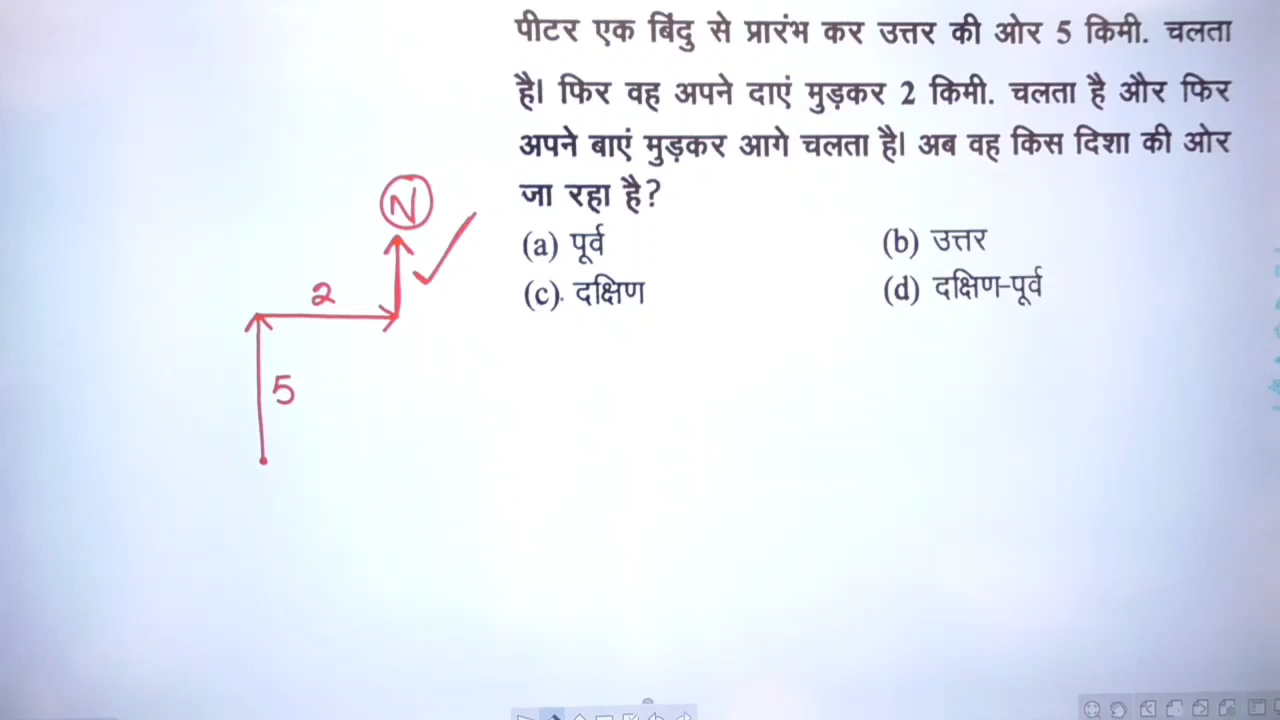 पीटर एक बिंदु से प्रारंभ कर उत्तर की ओर 5 किमी. चलता
है। फिर वह अपने दाएं मुड़कर 2 किमी. चलता है और फिर
अपने बाएं मुड़कर आगे चलता है। अब वह किस दिशा की ओर
जा रहा है?
(a) पूर्व (b) उत्तर
(c) दक्षिण (d) दक्षिण-पूर्व
N
2
5